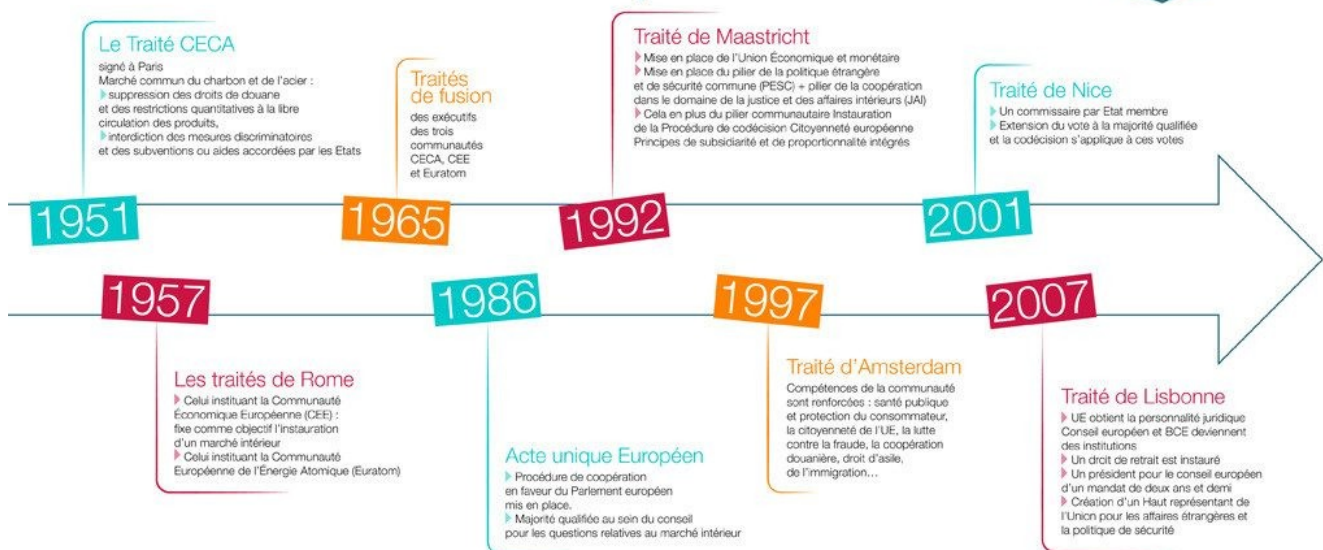 Le Traité CECA
signé à Paris
Marché commun du charbon et de l'acier :
suppression des droits de douane
et des restrictions quantitatives à la libre
circulation des produits,
interdiction des mesures discriminatoires
et des subventions ou aides accordées par les Etats
1951
Traités
de fusion
des exécutifs
des trois
communautés
CECA, CEE
et Euratom
1965
Traité de Maastricht
Mise en place de l'Union Économique et monétaire
Mise en place du pilier de la politique étrangère
et de sécurité commune (PESC) + pilier de la coopération
dans le domaine de la justice et des affaires intérieurs (JAI)
Cela en plus du pilier communautaire Instauration
de la Procédure de codécision Citoyenneté européenne
Principes de subsidiarité et de proportionnalité intégrés
1992
Traité de Nice
Un commissaire par Etat membre
Extension du vote à la majorité qualifiée
et la codécision s'applique à ces votes
2001
1957
Les traités de Rome
Celui instituant la Communauté
Économique Européenne (CEE) :
fixe comme objectif l'instauration
d'un marché intérieur
Celui instituant la Communauté
Européenne de l'Énergie Atomique (Euratom)
1986
Acte unique Européen
Procédure de coopération
en faveur du Parlement européen
mis en place.
Majorité qualifiée au sein du conseil
pour les questions relatives au marché intérieur
1997
Traité d'Amsterdam
Compétences de la communauté
sont renforcées : santé publique
et protection du consommateur,
la citoyenneté de l'UE, la lutte
contre la fraude, la coopération
douanière, droit d'asile,
de l'immigration...
2007
Traité de Lisbonne
UE obtient la personnalité juridique
Conseil européen et BCE deviennent
des institutions
Un droit de retrait est instauré
Un président pour le conseil européen
d'un mandat de deux ans et demi
Création d'un Haut représentant de
l'Union pour les affaires étrangères et
la politique de sécurité